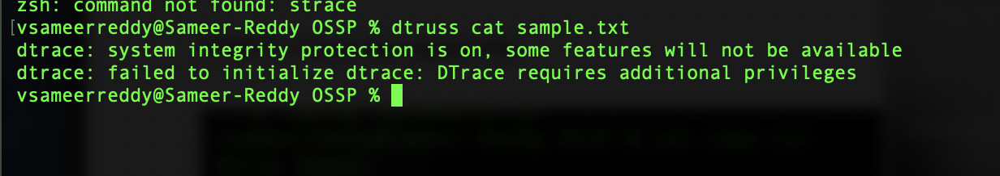 zsh: command not found: strace
[vsameerreddy@Sameer-Reddy OSSP % dtruss cat sample.txt
dtrace: system integrity protection is on, some features will not be available
dtrace: failed to initialize dtrace: DTrace requires additional privileges
vsameerreddy@Sameer-Reddy OSSP %